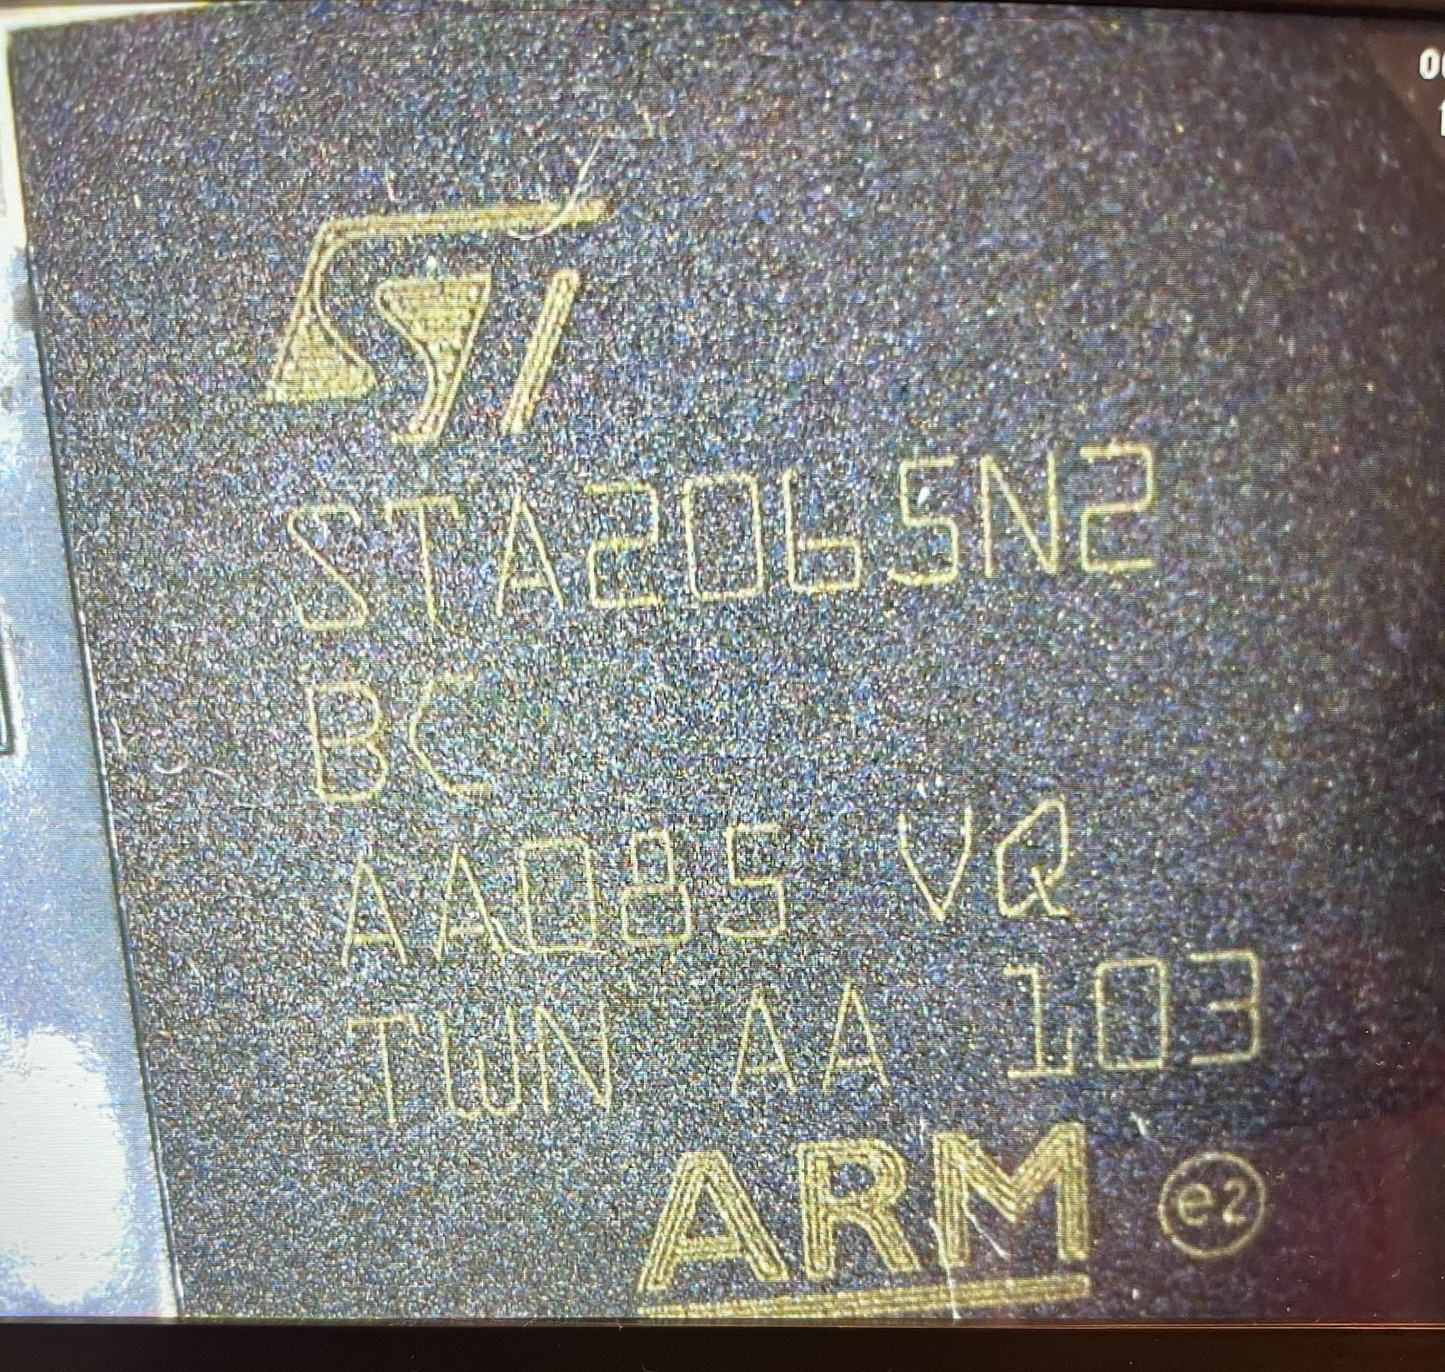 ST
STA2065N2
BC
AA085 VQ
TWN AA 103
ARM e2